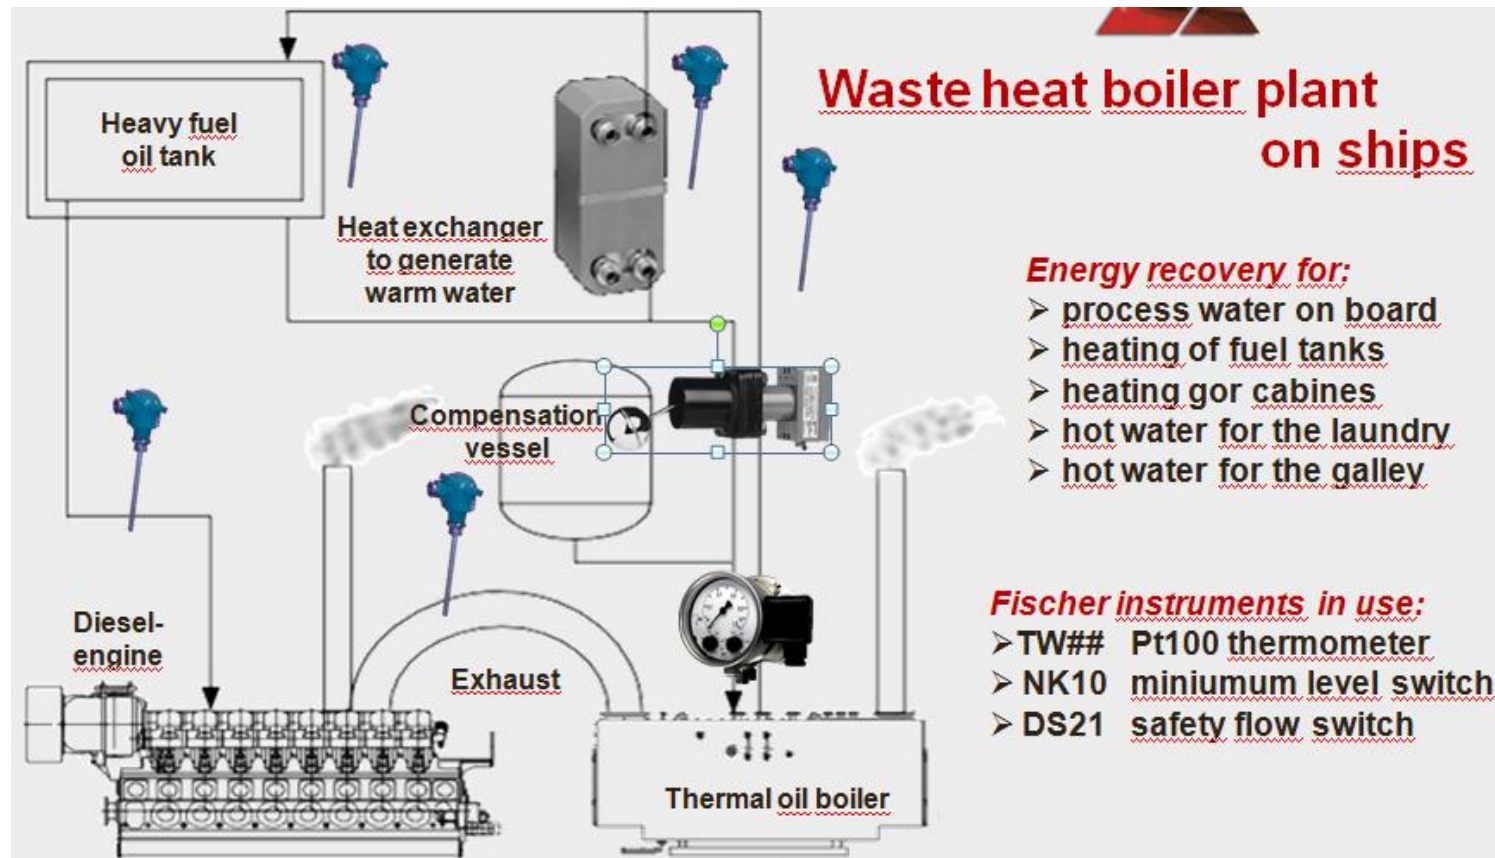 Waste heat boiler plant
on ships
Heavy fuel
oil tank
Heat exchanger
to generate
warm water
Energy recovery for:
➢ process water on board
➢ heating of fuel tanks
➢ heating gor cabines
➢ hot water for the laundry
➢ hot water for the galley
Compensation
vessel
Diesel-
engine
Exhaust
Thermal oil boiler
Fischer instruments in use:
➢ TW## Pt100 thermometer
➢ NK10 miniumum level switch
➢ DS21 safety flow switch